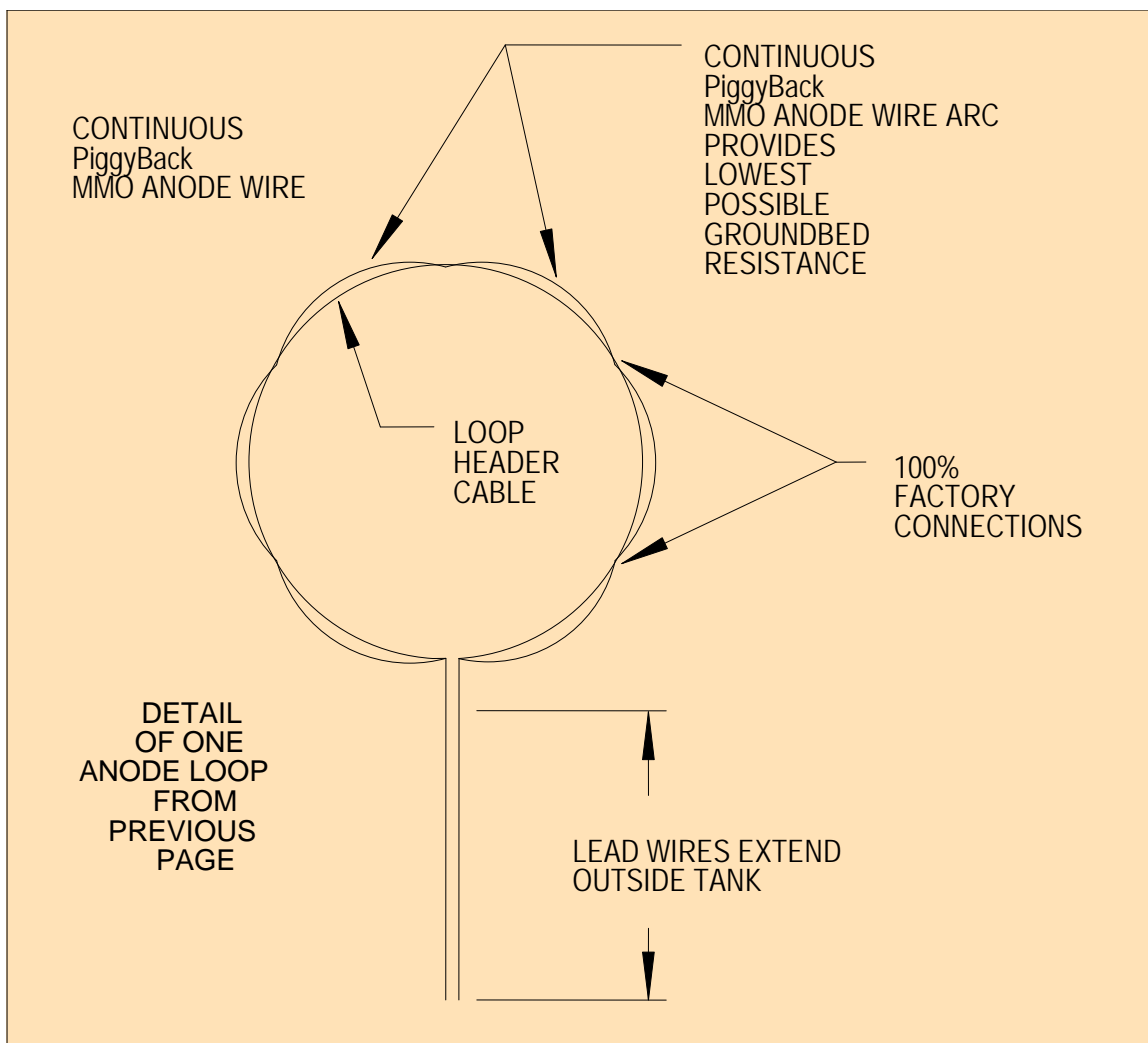 CONTINUOUS
PiggyBack
MMO ANODE WIRE
CONTINUOUS
PiggyBack
MMO ANODE WIRE ARC
PROVIDES
LOWEST
POSSIBLE
GROUNDBED
RESISTANCE
LOOP
HEADER
CABLE
100%
FACTORY
CONNECTIONS
DETAIL
OF ONE
ANODE LOOP
FROM
PREVIOUS
PAGE
LEAD WIRES EXTEND
OUTSIDE TANK